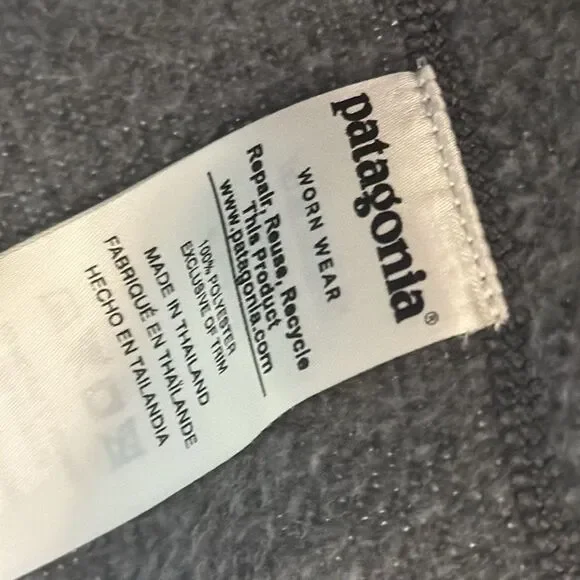 patagonia®
WORN WEAR
Repair, Reuse, Recycle
This Product
www.patagonia.com
100% POLYESTER
EXCLUSIVE OF TRIM
MADE IN THAILAND
FABRIQUÉ EN THAÏLANDE
HECHO EN TAILANDIA